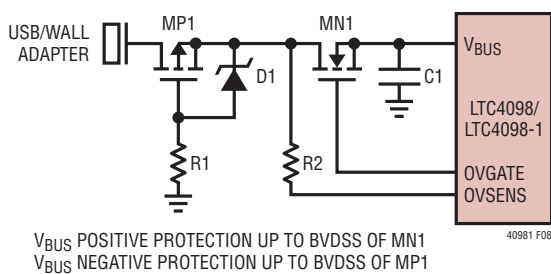 USB/WALL
ADAPTER
MP1
MN1
D1
C1
R1
R2
VBUS
LTC4098/
LTC4098-1
OVGATE
OVSENS
40981 F08
VBUS POSITIVE PROTECTION UP TO BVDSS OF MN1
VBUS NEGATIVE PROTECTION UP TO BVDSS OF MP1